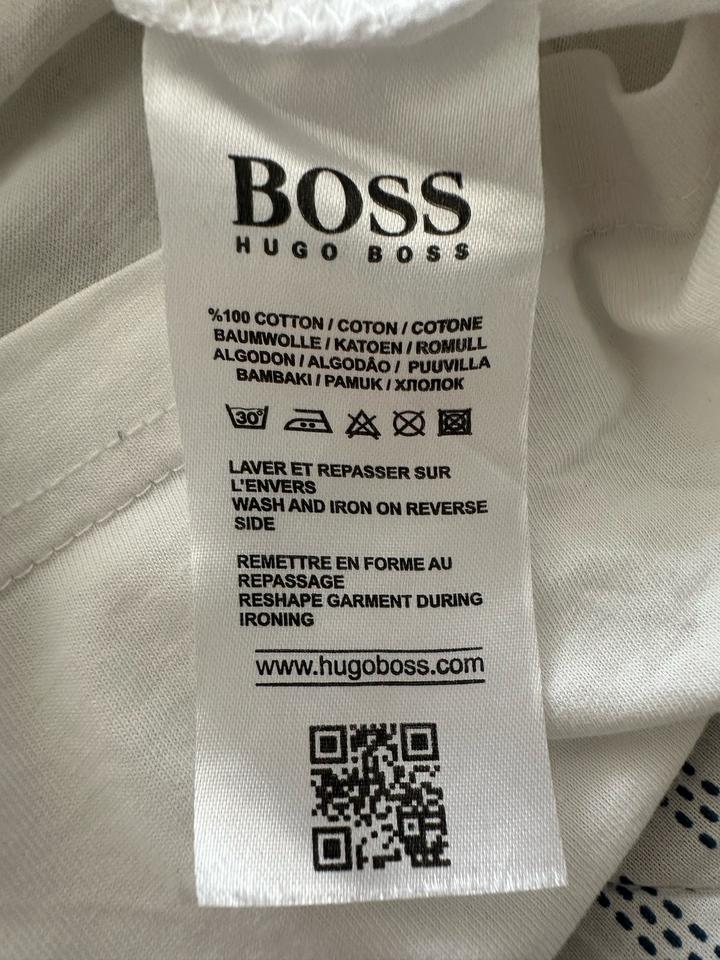 BOSS
HUGO BOSS
%100 COTTON / COTON / COTONE
BAUMWOLLE / KATOEN / ROMULL
ALGODON / ALGODÃO / PUUVILLA
BAMBAKI / PAMUK / ХЛОЛОК
30°
LAVER ET REPASSER SUR
L'ENVERS
WASH AND IRON ON REVERSE
SIDE
REMETTRE EN FORME AU
REPASSAGE
RESHAPE GARMENT DURING
IRONING
www.hugoboss.com